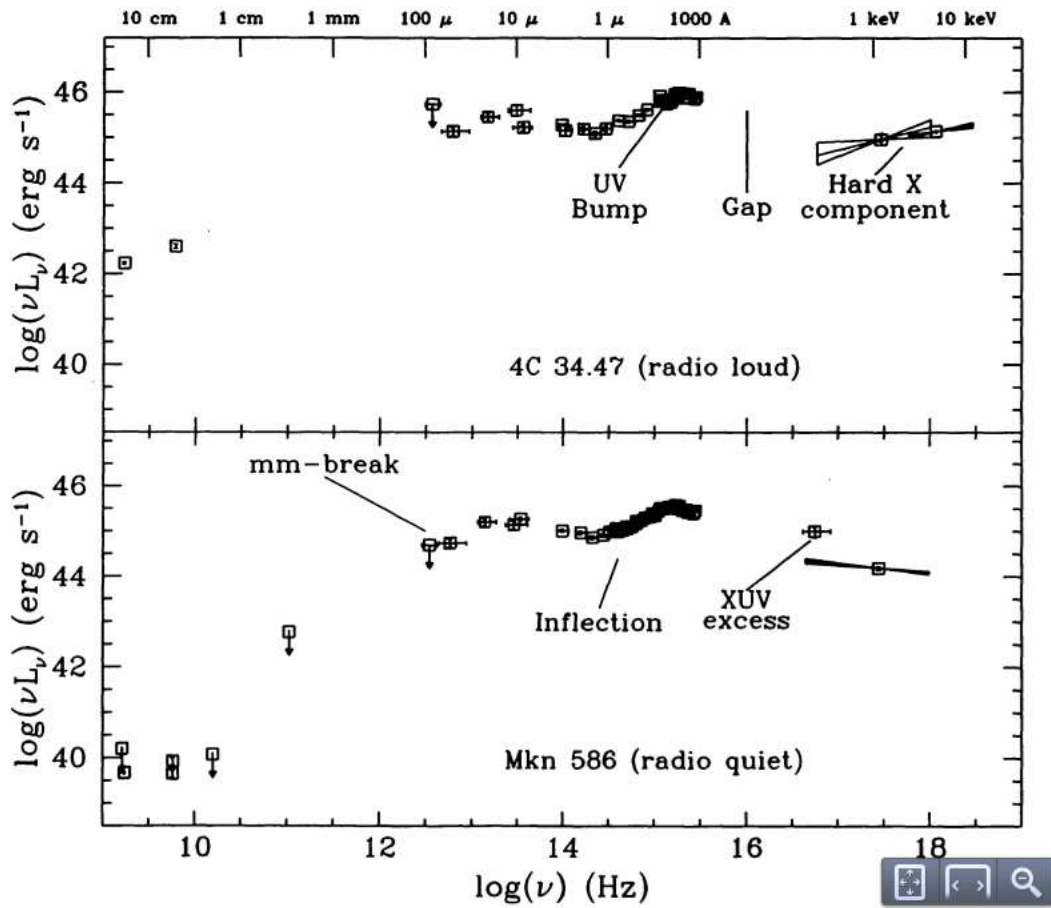 10 cm 1 cm 1 mm 100 μ 10 μ 1 μ 1000 A 1 keV 10 keV
46
44
42
40
log(νLν) (erg s⁻¹)
UV
Bump
Gap
Hard X
component
4C 34.47 (radio loud)
46
44
42
40
log(νLν) (erg s⁻¹)
mm-break
Inflection
XUV
excess
Mkn 586 (radio quiet)
10 12 14 16 18
log(ν) (Hz)